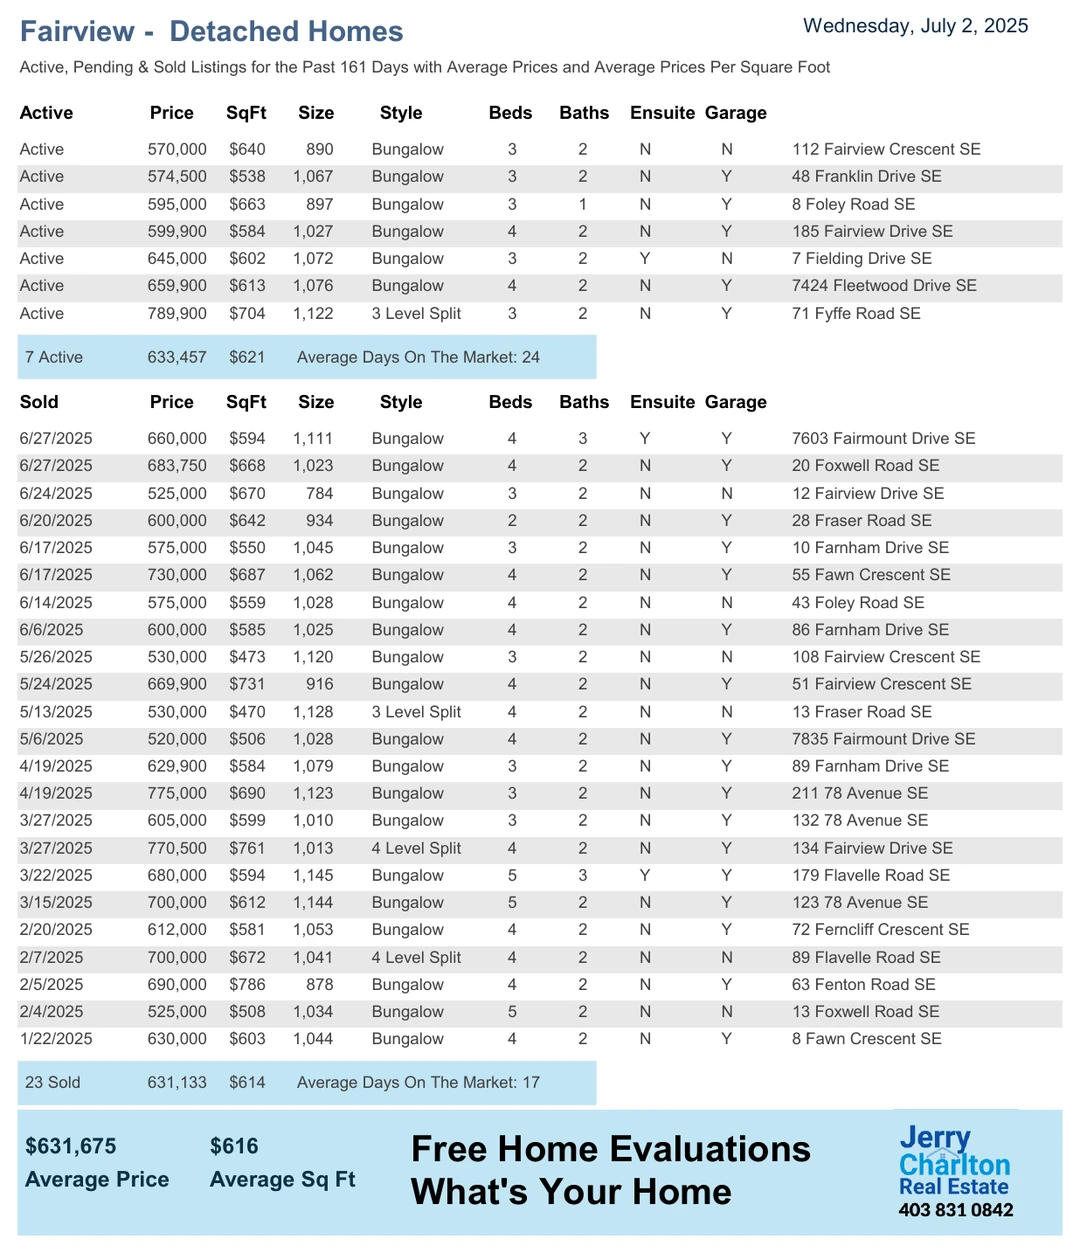 Fairview - Detached Homes
Wednesday, July 2, 2025
Active, Pending & Sold Listings for the Past 161 Days with Average Prices and Average Prices Per Square Foot
Active Price SqFt Size Style Beds Baths Ensuite Garage
Active 570,000 $640 890 Bungalow 3 2 N N 112 Fairview Crescent SE
Active 574,500 $538 1,067 Bungalow 3 2 N Y 48 Franklin Drive SE
Active 595,000 $663 897 Bungalow 3 1 N Y 8 Foley Road SE
Active 599,900 $584 1,027 Bungalow 4 2 N Y 185 Fairview Drive SE
Active 645,000 $602 1,072 Bungalow 3 2 Y N 7 Fielding Drive SE
Active 659,900 $613 1,076 Bungalow 4 2 N Y 7424 Fleetwood Drive SE
Active 789,900 $704 1,122 3 Level Split 3 2 N Y 71 Fyffe Road SE
7 Active 633,457 $621 Average Days On The Market: 24
Sold Price SqFt Size Style Beds Baths Ensuite Garage
6/27/2025 660,000 $594 1,111 Bungalow 4 3 Y Y 7603 Fairmount Drive SE
6/27/2025 683,750 $668 1,023 Bungalow 4 2 N Y 20 Foxwell Road SE
6/24/2025 525,000 $670 784 Bungalow 3 2 N N 12 Fairview Drive SE
6/20/2025 600,000 $642 934 Bungalow 2 2 N Y 28 Fraser Road SE
6/17/2025 575,000 $550 1,045 Bungalow 3 2 N Y 10 Farnham Drive SE
6/17/2025 730,000 $687 1,062 Bungalow 4 2 N Y 55 Fawn Crescent SE
6/14/2025 575,000 $559 1,028 Bungalow 4 2 N N 43 Foley Road SE
6/6/2025 600,000 $585 1,025 Bungalow 4 2 N Y 86 Farnham Drive SE
5/26/2025 530,000 $473 1,120 Bungalow 3 2 N N 108 Fairview Crescent SE
5/24/2025 669,900 $731 916 Bungalow 4 2 N Y 51 Fairview Crescent SE
5/13/2025 530,000 $470 1,128 3 Level Split 4 2 N N 13 Fraser Road SE
5/6/2025 520,000 $506 1,028 Bungalow 4 2 N Y 7835 Fairmount Drive SE
4/19/2025 629,900 $584 1,079 Bungalow 3 2 N Y 89 Farnham Drive SE
4/19/2025 775,000 $690 1,123 Bungalow 3 2 N Y 211 78 Avenue SE
3/27/2025 605,000 $599 1,010 Bungalow 3 2 N Y 132 78 Avenue SE
3/27/2025 770,500 $761 1,013 4 Level Split 4 2 N Y 134 Fairview Drive SE
3/22/2025 680,000 $594 1,145 Bungalow 5 3 Y Y 179 Flavelle Road SE
3/15/2025 700,000 $612 1,144 Bungalow 5 2 N Y 123 78 Avenue SE
2/20/2025 612,000 $581 1,053 Bungalow 4 2 N Y 72 Ferncliff Crescent SE
2/7/2025 700,000 $672 1,041 4 Level Split 4 2 N N 89 Flavelle Road SE
2/5/2025 690,000 $786 878 Bungalow 4 2 N Y 63 Fenton Road SE
2/4/2025 525,000 $508 1,034 Bungalow 5 2 N N 13 Foxwell Road SE
1/22/2025 630,000 $603 1,044 Bungalow 4 2 N Y 8 Fawn Crescent SE
23 Sold 631,133 $614 Average Days On The Market: 17
$631,675 $616
Average Price Average Sq Ft
Free Home Evaluations
What's Your Home
Jerry
Charlton
Real Estate
403 831 0842